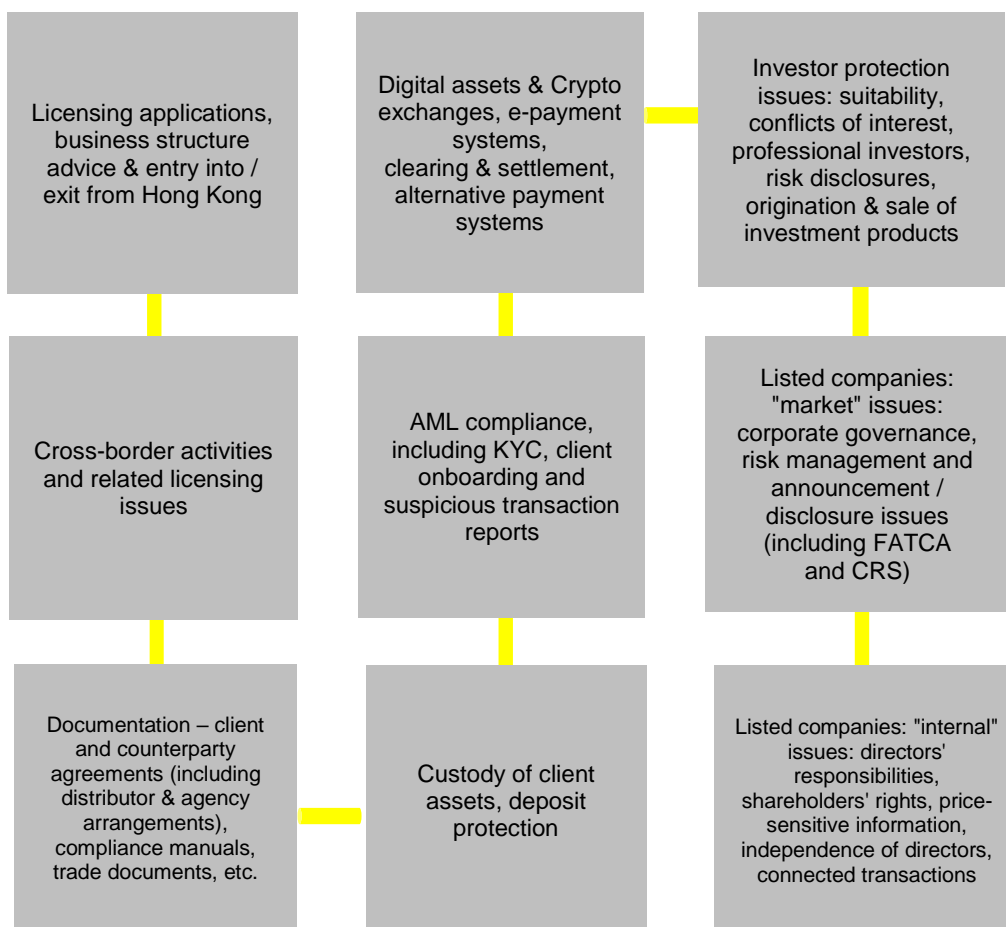 Licensing applications,
business structure
advice & entry into /
exit from Hong Kong
Cross-border activities
and related licensing
issues
Documentation – client
and counterparty
agreements (including
distributor & agency
arrangements),
compliance manuals,
trade documents, etc.
Custody of client
assets, deposit
protection
AML compliance,
including KYC, client
onboarding and
suspicious transaction
reports
Digital assets & Crypto
exchanges, e-payment
systems,
clearing & settlement,
alternative payment
systems
Investor protection
issues: suitability,
conflicts of interest,
professional investors,
risk disclosures,
origination & sale of
investment products
Listed companies:
"market" issues:
corporate governance,
risk management and
announcement /
disclosure issues
(including FATCA
and CRS)
Listed companies: "internal"
issues: directors'
responsibilities,
shareholders' rights, price-
sensitive information,
independence of directors,
connected transactions